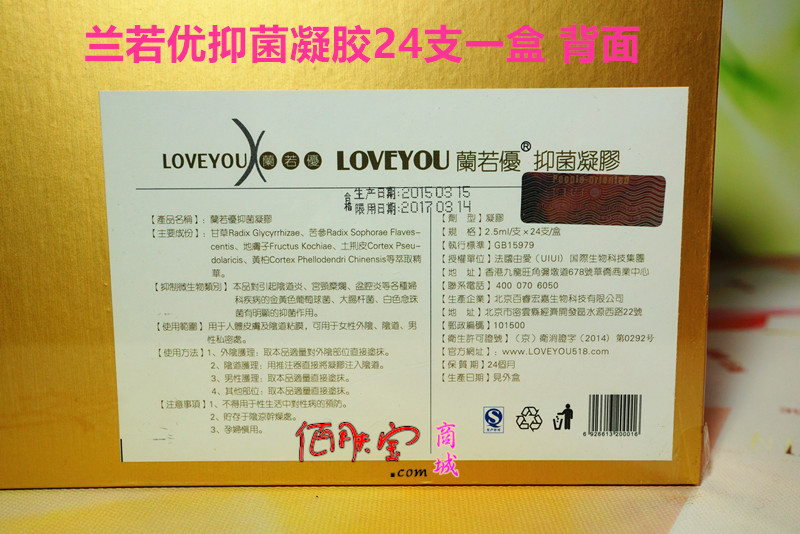 兰若优抑菌凝胶24支一盒 背面
LOVEYOU 蘭若優 LOVEYOU 蘭若優® 抑菌凝膠
People-oriented
合格
生产日期:20150315
限用日期:20170314
【產品名稱】：蘭若優抑菌凝膠
【主要成份】：甘草Radix Glycyrrhizae、苦參Radix Sophorae Flaves-
centis、地膚子Fructus Kochiae、土荆皮Cortex Pseu-
dolaricis、黃柏Cortex Phellodendri Chinensis等萃取精
華。
【抑制微生物類別】本品對引起陰道炎、宮頸糜爛、盆腔炎等各種婦
科疾病的金黃色葡萄球菌、大腸杆菌、白色念珠
菌有明顯的抑菌作用。
【使用範圍】用于人體皮膚及陰道粘膜，可用于女性外陰、陰道、男
性私密處。
【使用方法】1、外陰護理：取本品適量對外陰部位直接塗抹。
2、陰道護理：用推注器直接將凝膠注入陰道。
3、男性護理：取本品適量直接塗抹。
4、其他部位：取本品適量直接塗抹。
【注意事項】1、不得用于性生活中對性病的預防。
2、貯存于陰涼幹燥處。
3、孕婦慎用。
【劑 型】凝膠
【規 格】2.5ml/支×24支/盒
【執行標準】GB15979
【授權單位】法國由愛（UIUI）国際生物科技集團
【地 址】香港九龍旺角彌墩道678號華僑商業中心
【聯系電話】400 070 6050
【生産企業】北京百睿宏嘉生物科技有限公司
【地 址】北京市密雲縣經濟開發區水源西路22號
【郵政編碼】101500
【衛生許可證號】（京）衛消證字（2014）第0292號
【官方網址】：www.LOVEYOU518.com
【保質期】24個月
【生産日期】見外盒
6 926613 200016
佰肤宝商城
.com